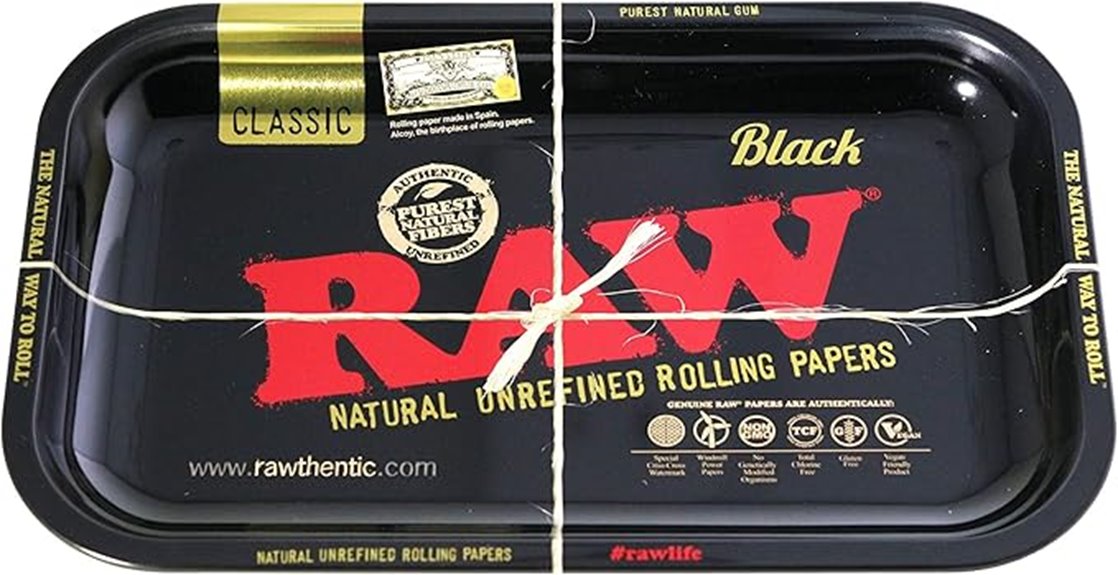 PUREST NATURAL GUM
CLASSIC
Rolling paper made in Spain.
Alcoy, the birthplace of rolling papers.
Black
AUTHENTIC
PUREST
NATURAL
FIBERS
UNREFINED
RAW®
NATURAL UNREFINED ROLLING PAPERS
THE NATURAL WAY TO ROLL
THE NATURAL WAY TO ROLL
GENUINE RAW® PAPERS ARE AUTHENTICALLY:
NON
GMO
TCF
GF
VEGAN
Special
Criss Cross
Watermark
Windmill
Power
Papers
No
Genetically
Modified
Organisms
Total
Chlorine
Free
Gluten
Free
Vegan
Friendly
Product
www.rawthentic.com
NATURAL UNREFINED ROLLING PAPERS
#rawlife